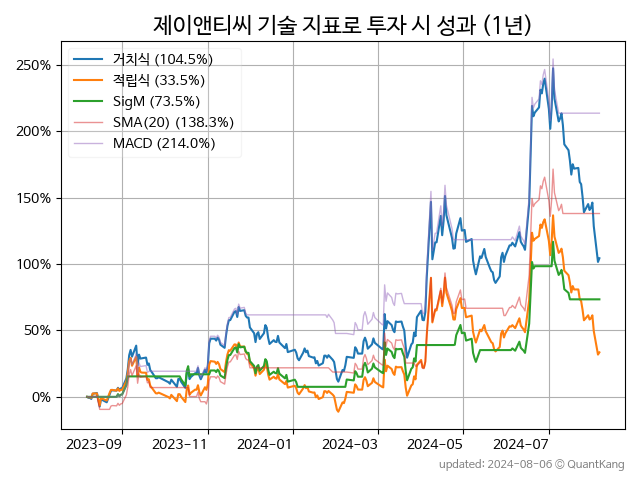 제이앤티씨 기술 지표로 투자 시 성과 (1년)
거치식 (104.5%)
적립식 (33.5%)
SigM (73.5%)
SMA(20) (138.3%)
MACD (214.0%)
250%
200%
150%
100%
50%
0%
2023-09 2023-11 2024-01 2024-03 2024-05 2024-07
updated: 2024-08-06 © QuantKang